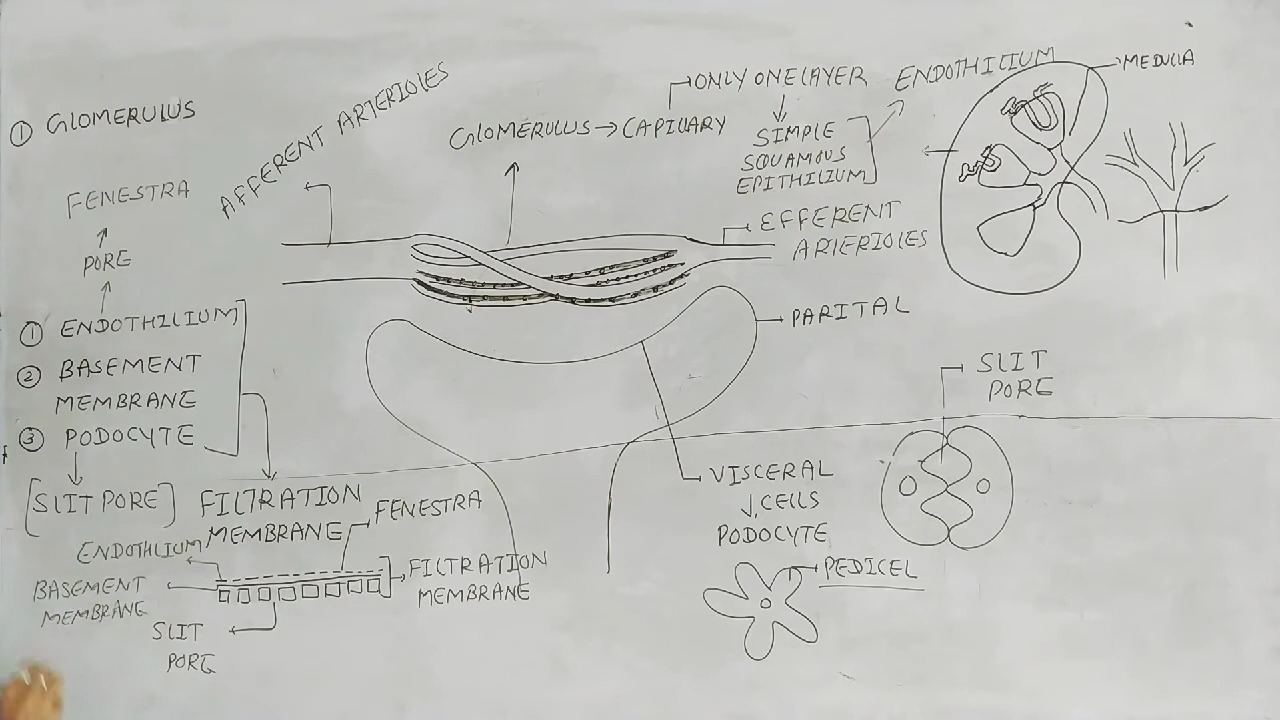 ① GLOMERULUS
AFFERENT ARTERIOLES
GLOMERULUS → CAPILLARY
ONLY ONE LAYER
SIMPLE
SQUAMOUS
EPITHILIUM
ENDOTHILIUM
MEDULLA
FENESTRA
PORE
① ENDOTHILIUM
② BASEMENT
MEMBRANE
③ PODOCYTE
[SLIT PORE]
FILTRATION
MEMBRANE
EFFERENT
ARTERIOLES
PARITAL
SLIT
PORE
VISCERAL
CELLS
PODOCYTE
PEDICEL
FENESTRA
ENDOTHLIUM
BASEMENT
MEMBRANE
SLIT
PORE
FILTRATION
MEMBRANE